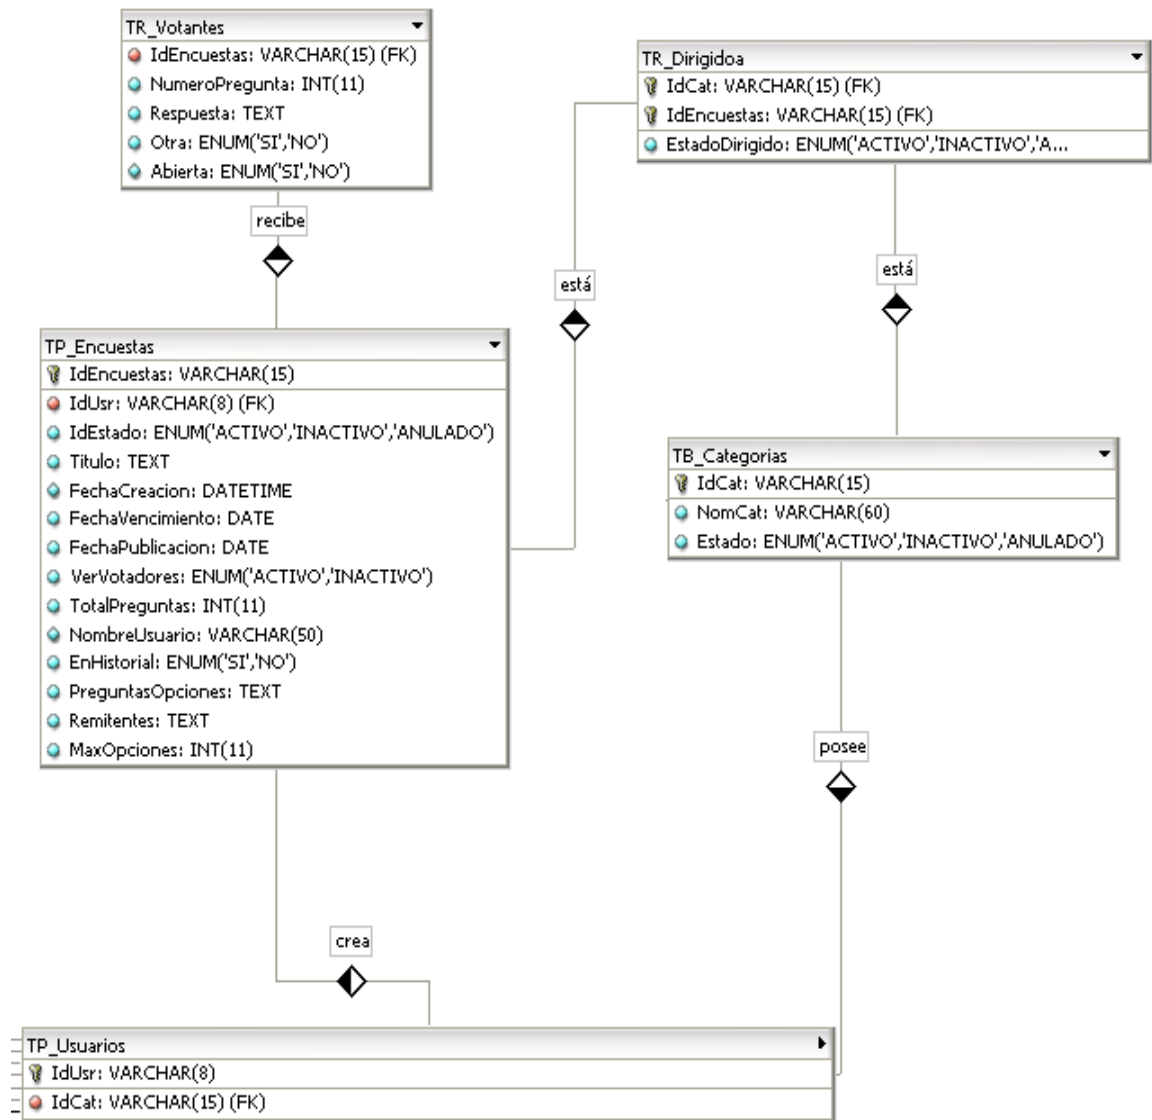 TR_Votantes
IdEncuestas: VARCHAR(15) (FK)
NumeroPregunta: INT(11)
Respuesta: TEXT
Otra: ENUM('SI','NO')
Abierta: ENUM('SI','NO')
recibe
TR_Dirigidoa
IdCat: VARCHAR(15) (FK)
IdEncuestas: VARCHAR(15) (FK)
EstadoDirigido: ENUM('ACTIVO','INACTIVO','A...
está
está
TP_Encuestas
IdEncuestas: VARCHAR(15)
IdUsr: VARCHAR(8) (FK)
IdEstado: ENUM('ACTIVO','INACTIVO','ANULADO')
Titulo: TEXT
FechaCreacion: DATETIME
FechaVencimiento: DATE
FechaPublicacion: DATE
VerVotadores: ENUM('ACTIVO','INACTIVO')
TotalPreguntas: INT(11)
NombreUsuario: VARCHAR(50)
EnHistorial: ENUM('SI','NO')
PreguntasOpciones: TEXT
Remitentes: TEXT
MaxOpciones: INT(11)
TB_Categorias
IdCat: VARCHAR(15)
NomCat: VARCHAR(60)
Estado: ENUM('ACTIVO','INACTIVO','ANULADO')
posee
crea
TP_Usuarios
IdUsr: VARCHAR(8)
IdCat: VARCHAR(15) (FK)